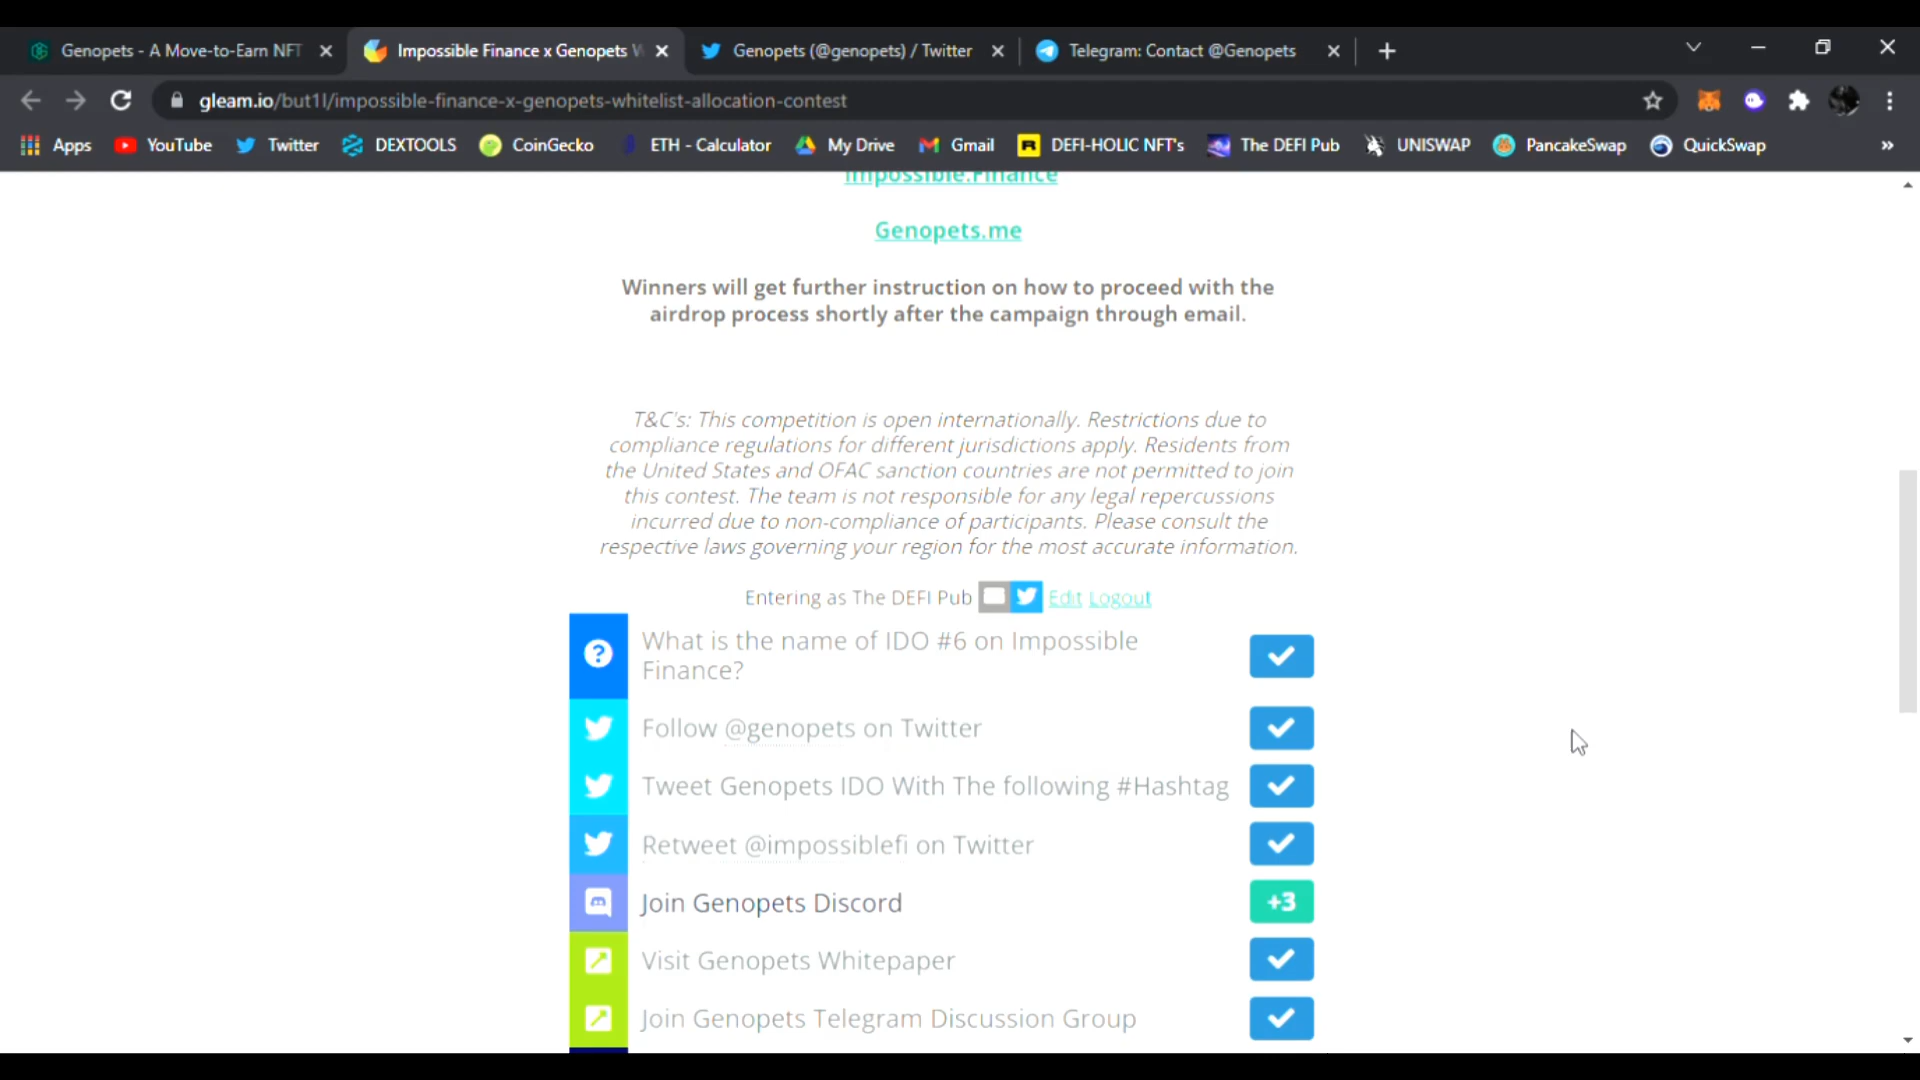 Genopets - A Move-to-Earn NFT
Impossible Finance x Genopets W
Genopets (@genopets) / Twitter
Telegram: Contact @Genopets
gleam.io/but1l/impossible-finance-x-genopets-whitelist-allocation-contest
Apps
YouTube
Twitter
DEXTOOLS
CoinGecko
ETH - Calculator
My Drive
Gmail
DEFI-HOLIC NFT's
The DEFI Pub
UNISWAP
PancakeSwap
QuickSwap
»
Impossible.Finance
Genopets.me
Winners will get further instruction on how to proceed with the
airdrop process shortly after the campaign through email.
T&C's: This competition is open internationally. Restrictions due to
compliance regulations for different jurisdictions apply. Residents from
the United States and OFAC sanction countries are not permitted to join
this contest. The team is not responsible for any legal repercussions
incurred due to non-compliance of participants. Please consult the
respective laws governing your region for the most accurate information.
Entering as The DEFI Pub Edit Logout
What is the name of IDO #6 on Impossible
Finance?
Follow @genopets on Twitter
Tweet Genopets IDO With The following #Hashtag
Retweet @impossiblefi on Twitter
Join Genopets Discord
+3
Visit Genopets Whitepaper
Join Genopets Telegram Discussion Group